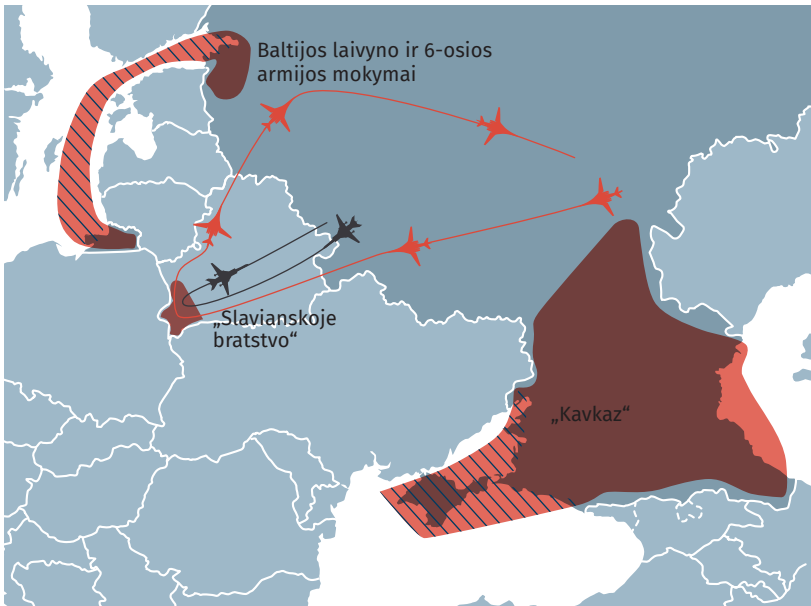 Baltijos laivyno ir 6-osios
armijos mokymai
„Slavianskoje
bratstvo“
„Kavkaz“